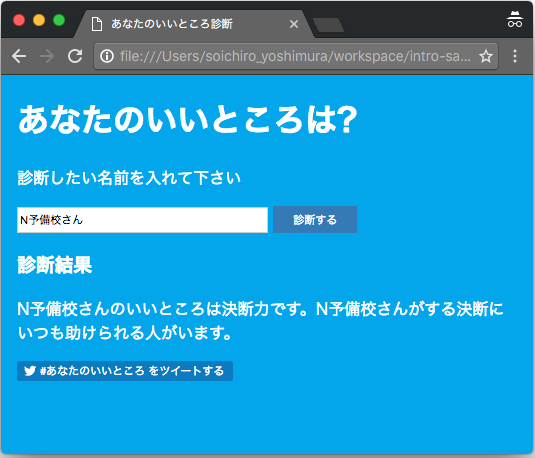 あなたのいいところ診断
file:///Users/soichiro_yoshimura/workspace/intro-sa...
あなたのいいところは?
診断したい名前を入れて下さい
N予備校さん
診断する
診断結果
N予備校さんのいいところは決断力です。N予備校さんがする決断に
いつも助けられる人がいます。
#あなたのいいところ をツイートする